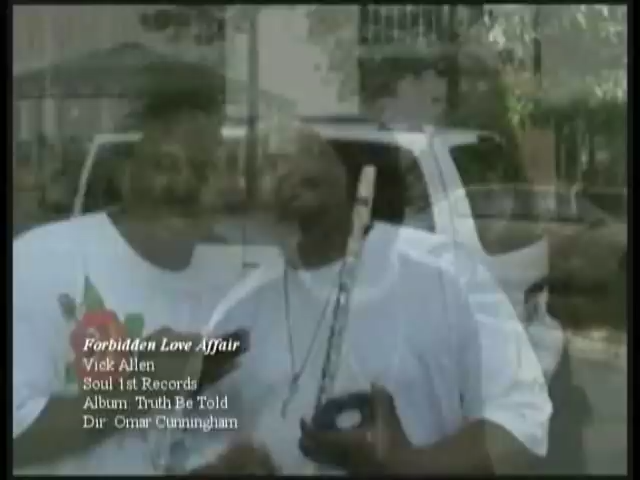 Forbidden Love Affair
Vick Allen
Soul 1st Records
Album: Truth Be Told
Dir: Omar Cunningham